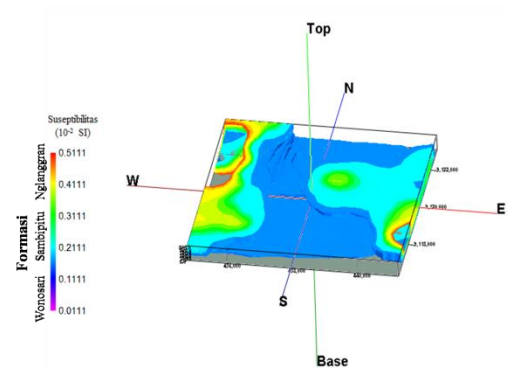 Top
N
Suseptibilitas
(10⁻² SI)
0.5111
0.4111
0.3111
0.2111
0.1111
0.0111
Formasi
Wonosari Sambipitu Nglanggran
W
E
S
Base